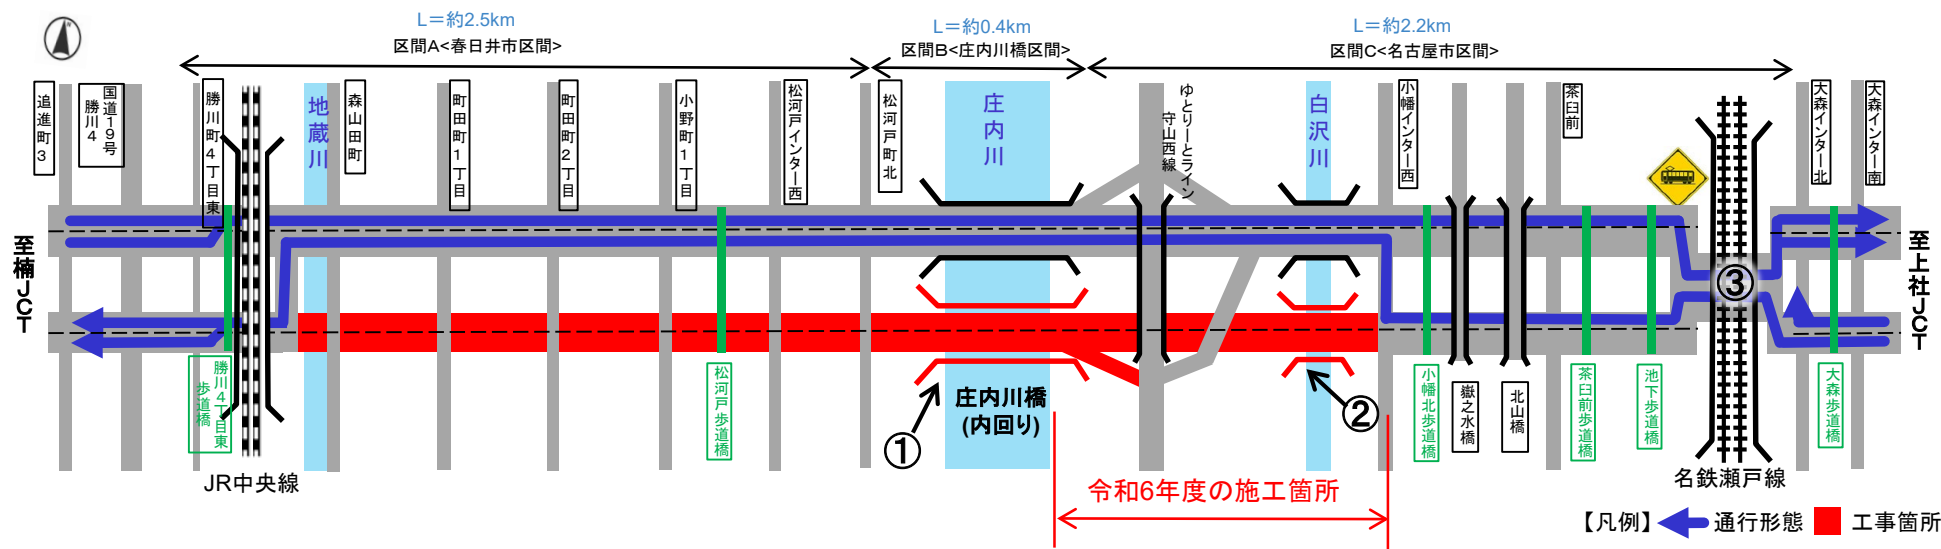 L=約2.5km
区間A<春日井市区間>
L=約0.4km
区間B<庄内川橋区間>
L=約2.2km
区間C<名古屋市区間>
追進町3
国道19号
勝川4
勝川町4丁目東
地蔵川
森山田町
町田町1丁目
町田町2丁目
小野町1丁目
松河戸インター西
松河戸町北
庄内川
ゆとりーとライン
守山西線
白沢川
小幡インター西
茶臼前
大森インター北
大森インター南
至楠JCT
至上社JCT
③
勝川4丁目東
歩道橋
松河戸歩道橋
①
庄内川橋
(内回り)
②
小幡北歩道橋
嶽之水橋
北山橋
茶臼前歩道橋
池下歩道橋
大森歩道橋
JR中央線
名鉄瀬戸線
令和6年度の施工箇所
【凡例】 通行形態 工事箇所